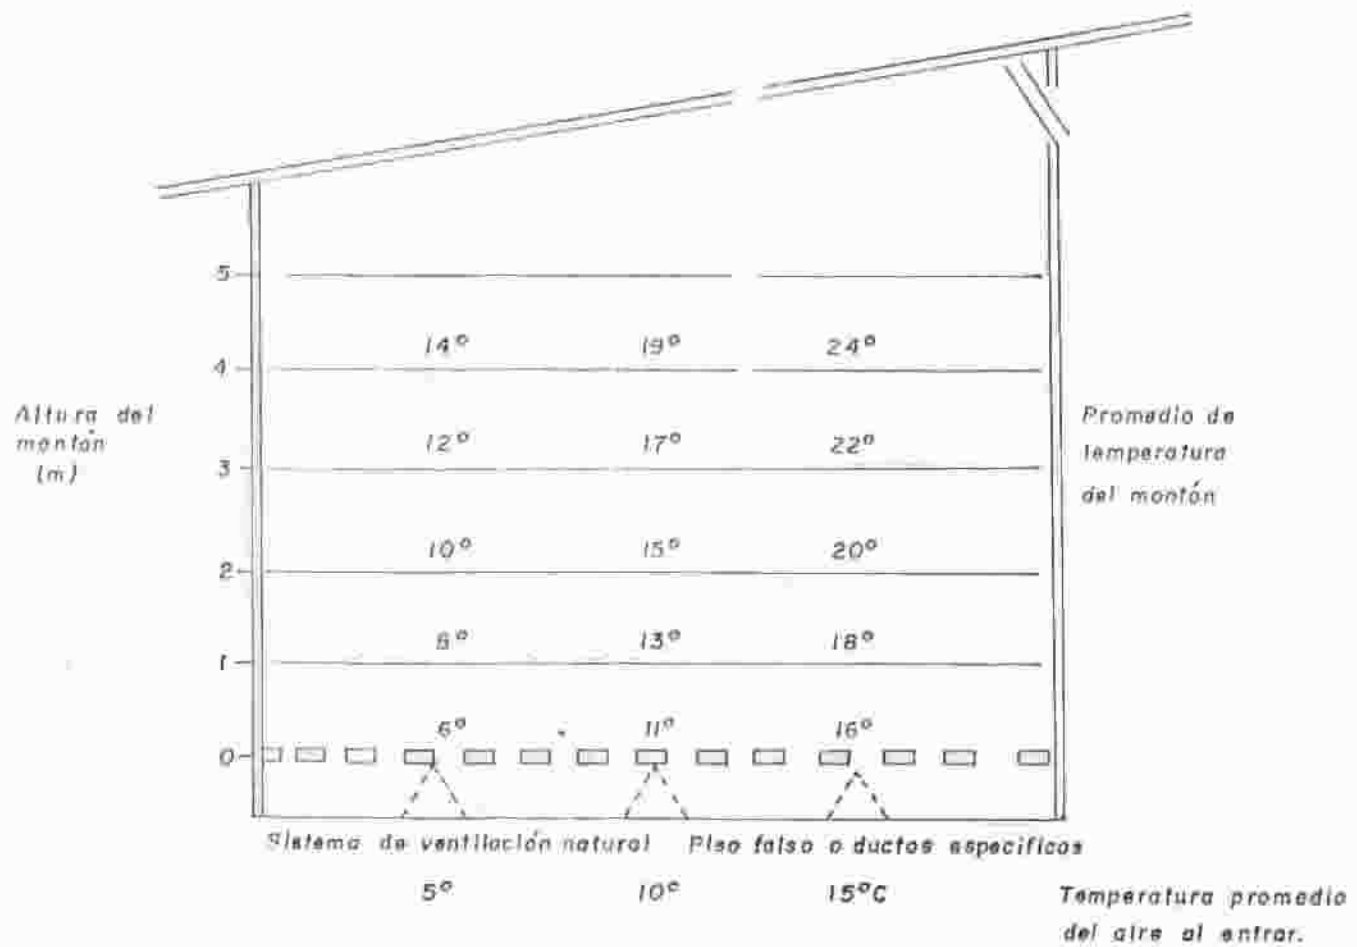 5
14° 19° 24°
4
Altura del
montón
(m)
Promedio de
temperatura
del montón
12° 17° 22°
3
10° 15° 20°
2
8° 13° 18°
1
6° 11° 16°
0
Sistema de ventilación natural Piso falso o ductos especificos
5° 10° 15°C
Temperatura promedio
del aire al entrar.